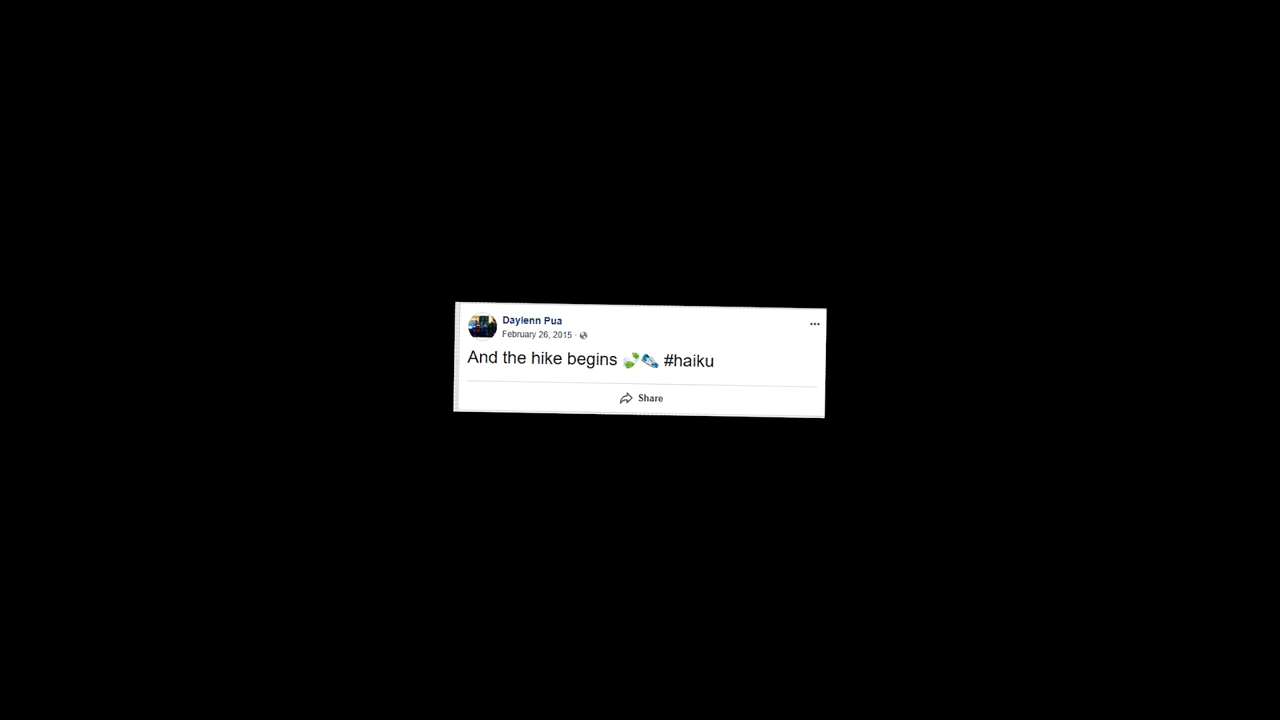 Daylenn Pua
February 26, 2015 ·
And the hike begins 🍃👟 #haiku
Share